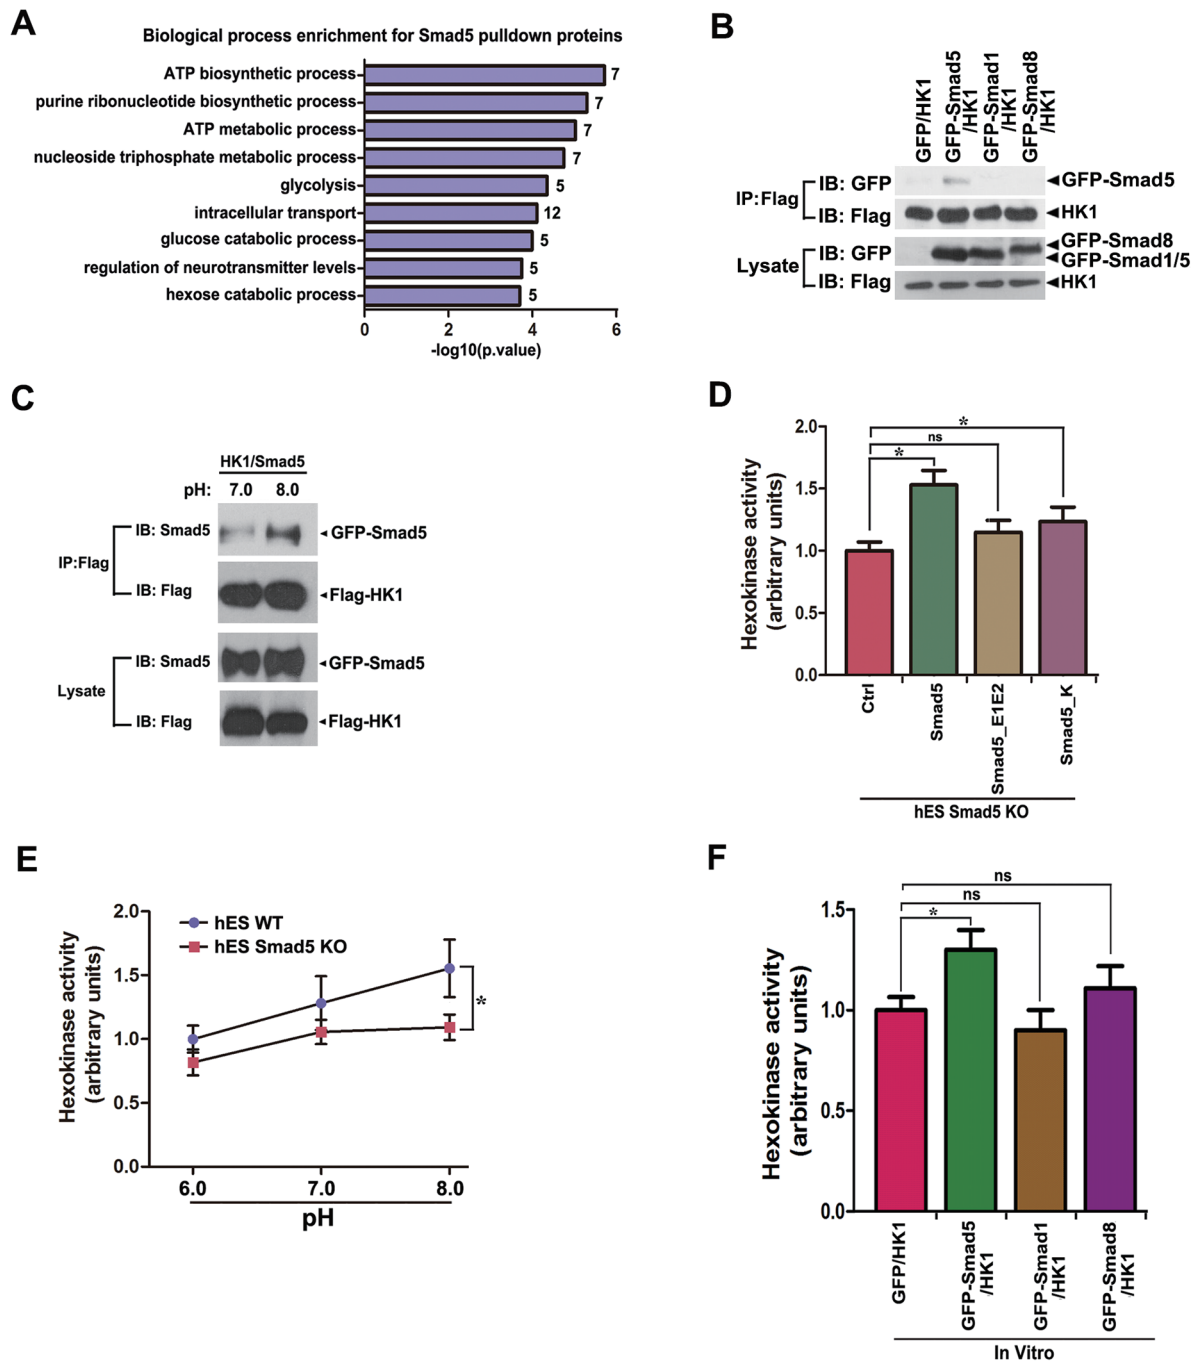 A
Biological process enrichment for Smad5 pulldown proteins
ATP biosynthetic process 7
purine ribonucleotide biosynthetic process 7
ATP metabolic process 7
nucleoside triphosphate metabolic process 7
glycolysis 5
intracellular transport 12
glucose catabolic process 5
regulation of neurotransmitter levels 5
hexose catabolic process 5
0 2 4 6
-log10(p.value)
B
GFP/HK1
GFP-Smad5
/HK1
GFP-Smad1
/HK1
GFP-Smad8
/HK1
IP:Flag
IB: GFP
GFP-Smad5
IB: Flag
HK1
Lysate
IB: GFP
GFP-Smad8
GFP-Smad1/5
IB: Flag
HK1
C
HK1/Smad5
pH: 7.0 8.0
IP:Flag
IB: Smad5
GFP-Smad5
IB: Flag
Flag-HK1
Lysate
IB: Smad5
GFP-Smad5
IB: Flag
Flag-HK1
D
Hexokinase activity
(arbitrary units)
2.0
1.5
1.0
0.5
0.0
*
ns
*
Ctrl
Smad5
Smad5_E1E2
Smad5_K
hES Smad5 KO
E
Hexokinase activity
(arbitrary units)
2.0
1.5
1.0
0.5
0.0
hES WT
hES Smad5 KO
*
6.0 7.0 8.0
pH
F
Hexokinase activity
(arbitrary units)
1.5
1.0
0.5
0.0
ns
ns
*
GFP/HK1
GFP-Smad5
/HK1
GFP-Smad1
/HK1
GFP-Smad8
/HK1
In Vitro